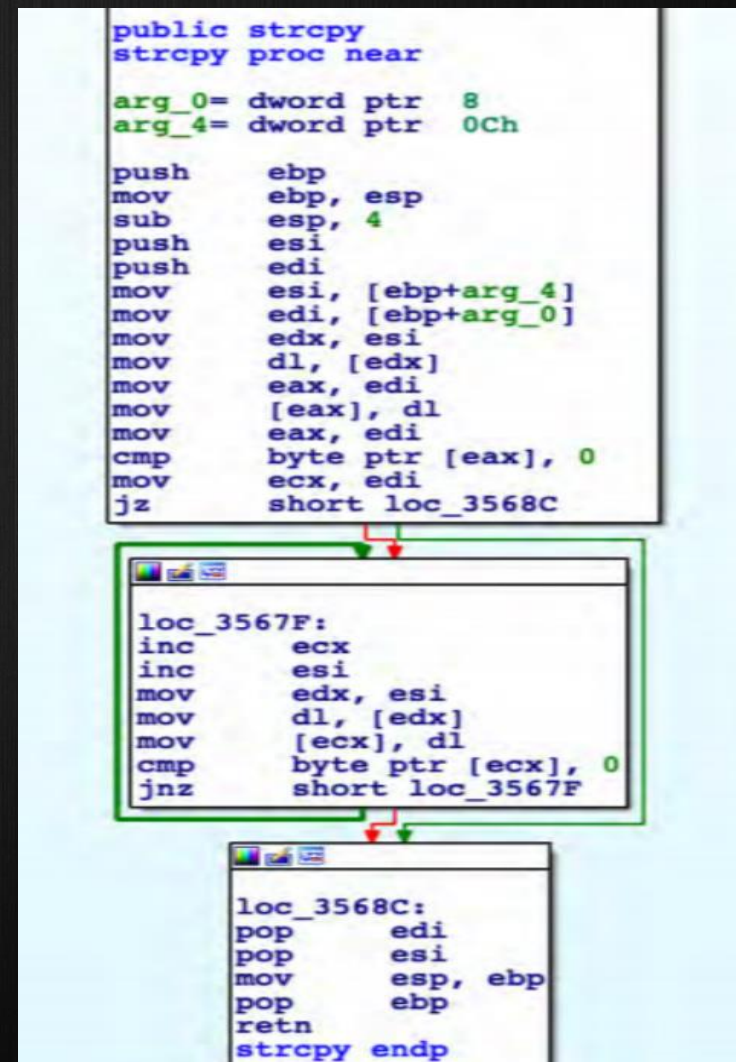 public strcpy
strcpy proc near
arg_0= dword ptr 8
arg_4= dword ptr 0Ch
push ebp
mov ebp, esp
sub esp, 4
push esi
push edi
mov esi, [ebp+arg_4]
mov edi, [ebp+arg_0]
mov edx, esi
mov dl, [edx]
mov eax, edi
mov [eax], dl
mov eax, edi
cmp byte ptr [eax], 0
mov ecx, edi
jz short loc_3568C
loc_3567F:
inc ecx
inc esi
mov edx, esi
mov dl, [edx]
mov [ecx], dl
cmp byte ptr [ecx], 0
jnz short loc_3567F
loc_3568C:
pop edi
pop esi
mov esp, ebp
pop ebp
retn
strcpy endp